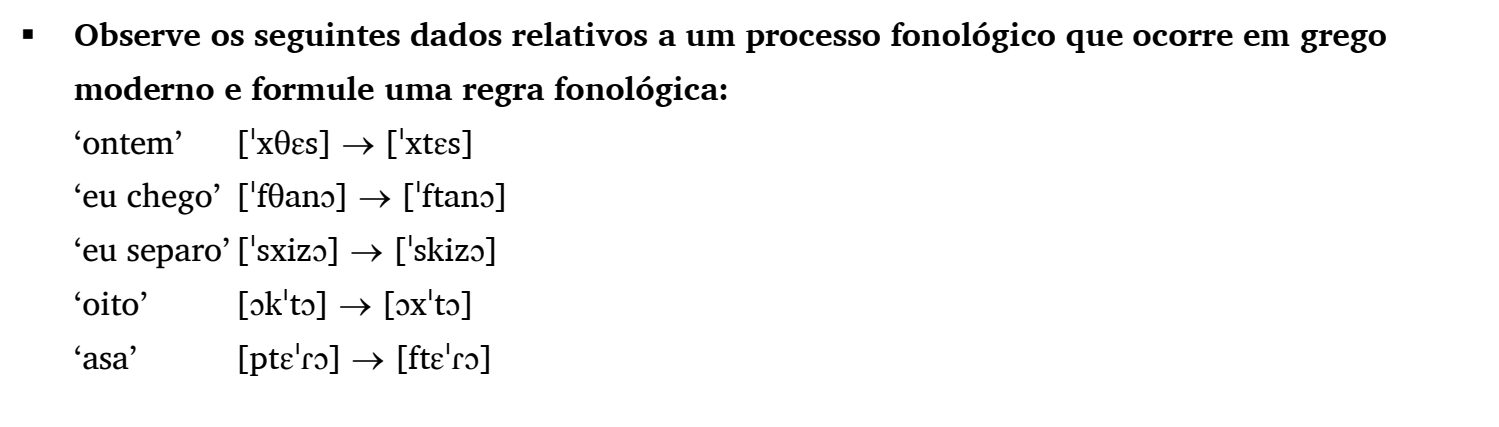 ▪ Observe os seguintes dados relativos a um processo fonológico que ocorre em grego
moderno e formule uma regra fonológica:
‘ontem’ [ˈxθɛs] → [ˈxtɛs]
‘eu chego’ [ˈfθanɔ] → [ˈftanɔ]
‘eu separo’ [ˈsxizɔ] → [ˈskizɔ]
‘oito’ [ɔkˈtɔ] → [ɔxˈtɔ]
‘asa’ [ptɛˈɾɔ] → [ftɛˈɾɔ]